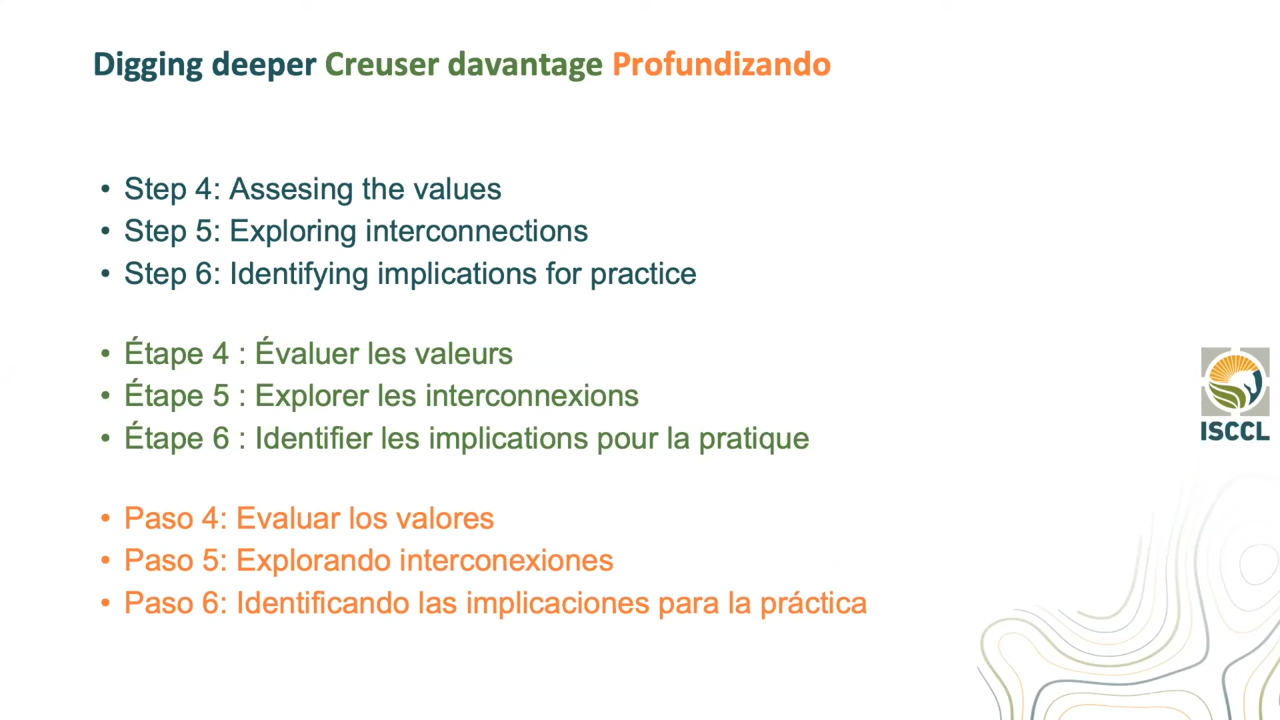 Digging deeper Creuser davantage Profundizando
• Step 4: Assesing the values
• Step 5: Exploring interconnections
• Step 6: Identifying implications for practice
• Étape 4 : Évaluer les valeurs
• Étape 5 : Explorer les interconnexions
• Étape 6 : Identifier les implications pour la pratique
• Paso 4: Evaluar los valores
• Paso 5: Explorando interconexiones
• Paso 6: Identificando las implicaciones para la práctica
ISCCL